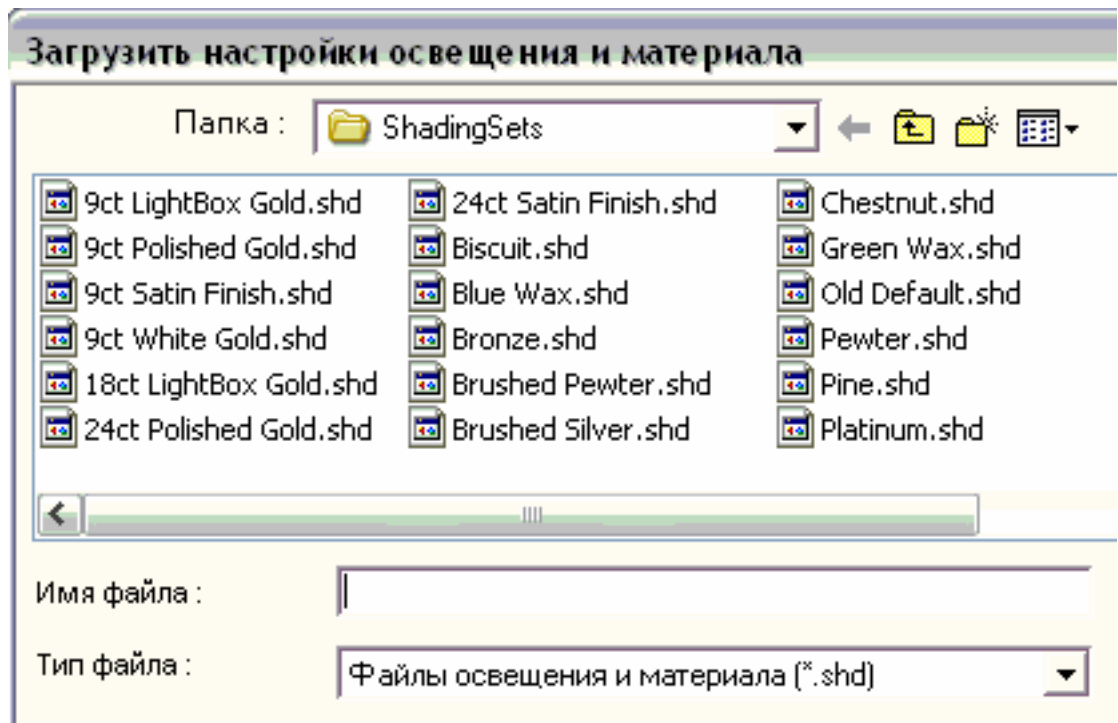 Загрузить настройки освещения и материала
Папка : ShadingSets
9ct LightBox Gold.shd 24ct Satin Finish.shd Chestnut.shd
9ct Polished Gold.shd Biscuit.shd Green Wax.shd
9ct Satin Finish.shd Blue Wax.shd Old Default.shd
9ct White Gold.shd Bronze.shd Pewter.shd
18ct LightBox Gold.shd Brushed Pewter.shd Pine.shd
24ct Polished Gold.shd Brushed Silver.shd Platinum.shd
Имя файла :
Тип файла : Файлы освещения и материала (*.shd)